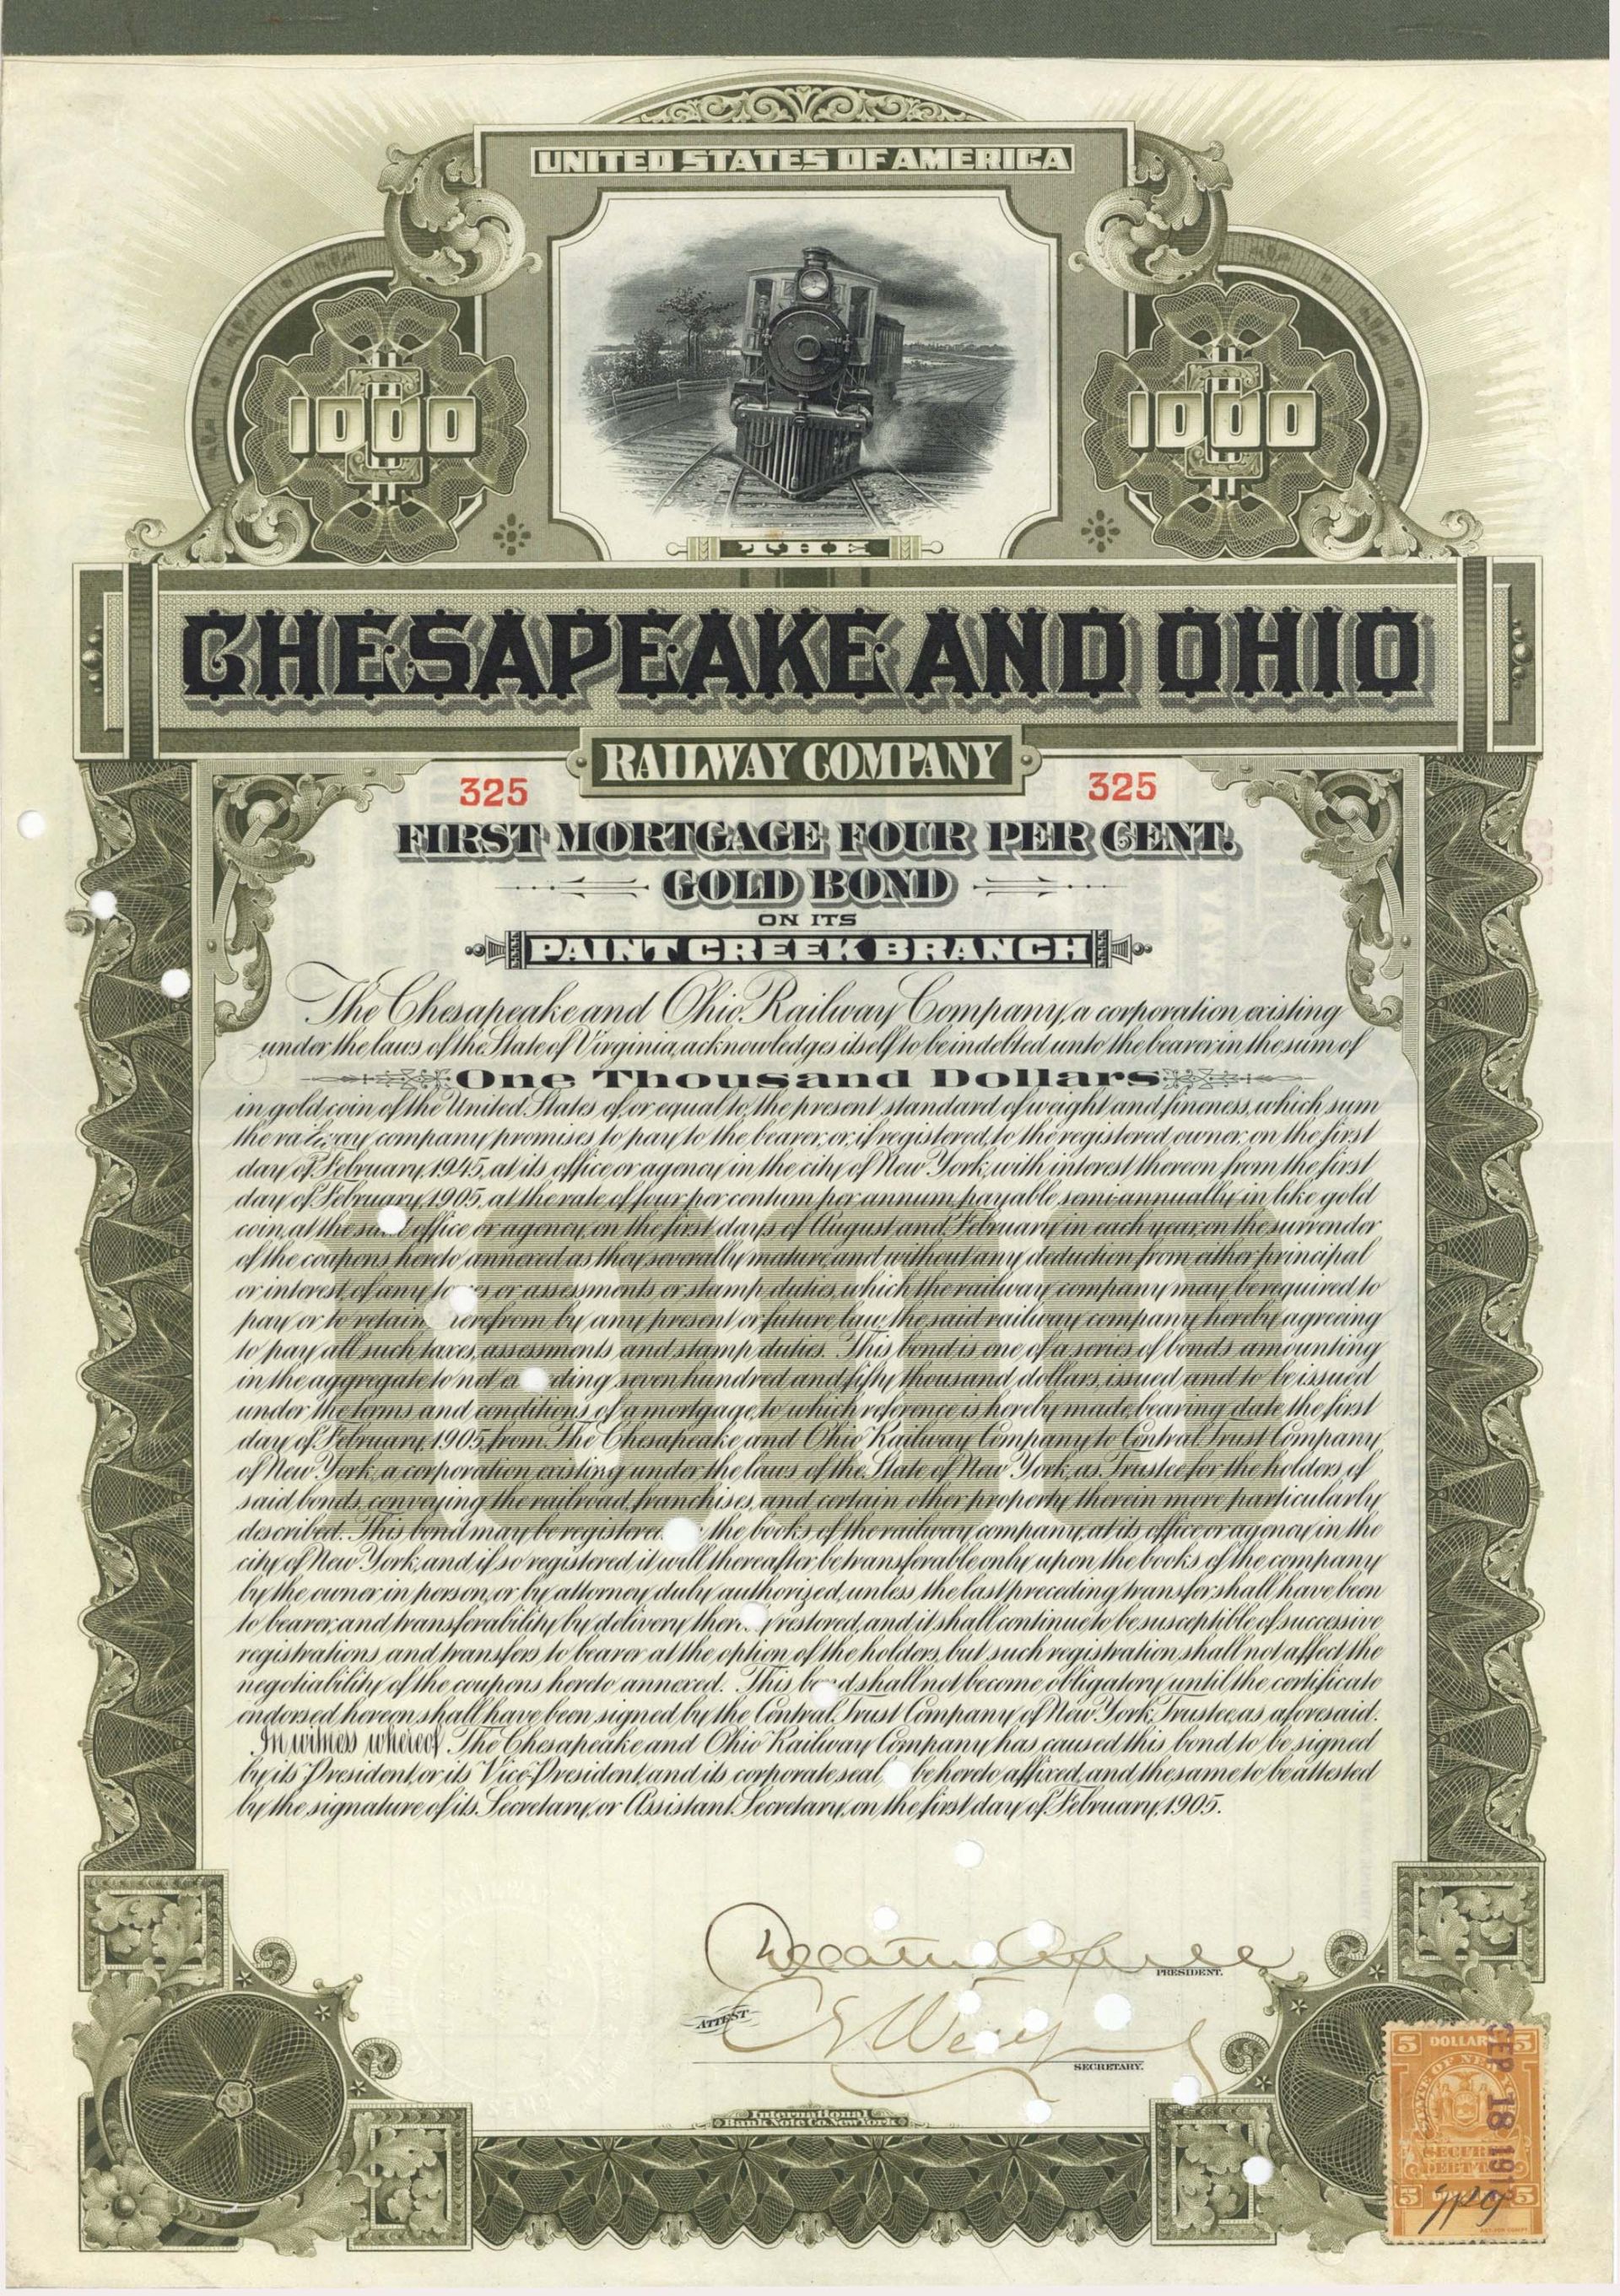 UNITED STATES OF AMERICA
1000
1000
THE
CHESAPEAKE AND OHIO
RAILWAY COMPANY
325
325
FIRST MORTGAGE FOUR PER CENT.
GOLD BOND
ON ITS
PAINT CREEK BRANCH
The Chesapeake and Ohio Railway Company, a corporation existing
under the laws of the State of Virginia, acknowledges itself to be indebted unto the bearer in the sum of
One Thousand Dollars
in gold coin of the United States of, or equal to, the present standard of weight and fineness, which sum
the railway company promises to pay to the bearer, or, if registered, to the registered owner, on the first
day of February, 1945, at its office or agency in the city of New York, with interest thereon from the first
day of February, 1905, at the rate of four per centum per annum, payable semi-annually in like gold
coin, at the said office or agency, on the first days of August and February in each year, on the surrender
of the coupons hereto annexed as they severally mature, and without any deduction from either principal
or interest, of any or assessments or stamp duties, which the railway company may be required to
pay or to retain by any present or future law, the said railway company hereby agreeing
to pay all such taxes, assessments and stamp duties. This bond is one of a series of bonds amounting
in the aggregate to not seven hundred and fifty thousand dollars, issued and to be issued
under the terms and conditions of a mortgage, to which reference is hereby made, bearing date the first
day of February, 1905, from The Chesapeake and Ohio Railway Company to Central Trust Company
of New York, a corporation existing under the laws of the State of New York, as Trustee for the holders of
said bonds, conveying the railroad, franchises, and certain other property therein more particularly
described. This bond may be registered the books of the railway company, at its office or agency in the
city of New York, and if so registered it will thereafter be transferable only upon the books of the company
by the owner in person, or by attorney duly authorized, unless the last preceding transfer shall have been
to bearer, and transferability by delivery restored, and it shall continue to be susceptible of successive
registrations and transfers to bearer at the option of the holders, but such registration shall not affect the
negotiability of the coupons hereto annexed. This bond shall not become obligatory until the certificate
endorsed hereon shall have been signed by the Central Trust Company of New York, Trustee, as aforesaid.
In witness whereof, The Chesapeake and Ohio Railway Company has caused this bond to be signed
by its President, or its Vice-President, and its corporate seal be hereto affixed, and the same to be attested
by the signature of its Secretary, or Assistant Secretary, on the first day of February, 1905.
PRESIDENT.
ATTEST
SECRETARY.
International
Bank Note Co. New York
5 DOLLARS 5
STATE OF NEW
SEP 18 191
SECURED
DEBT
5 5